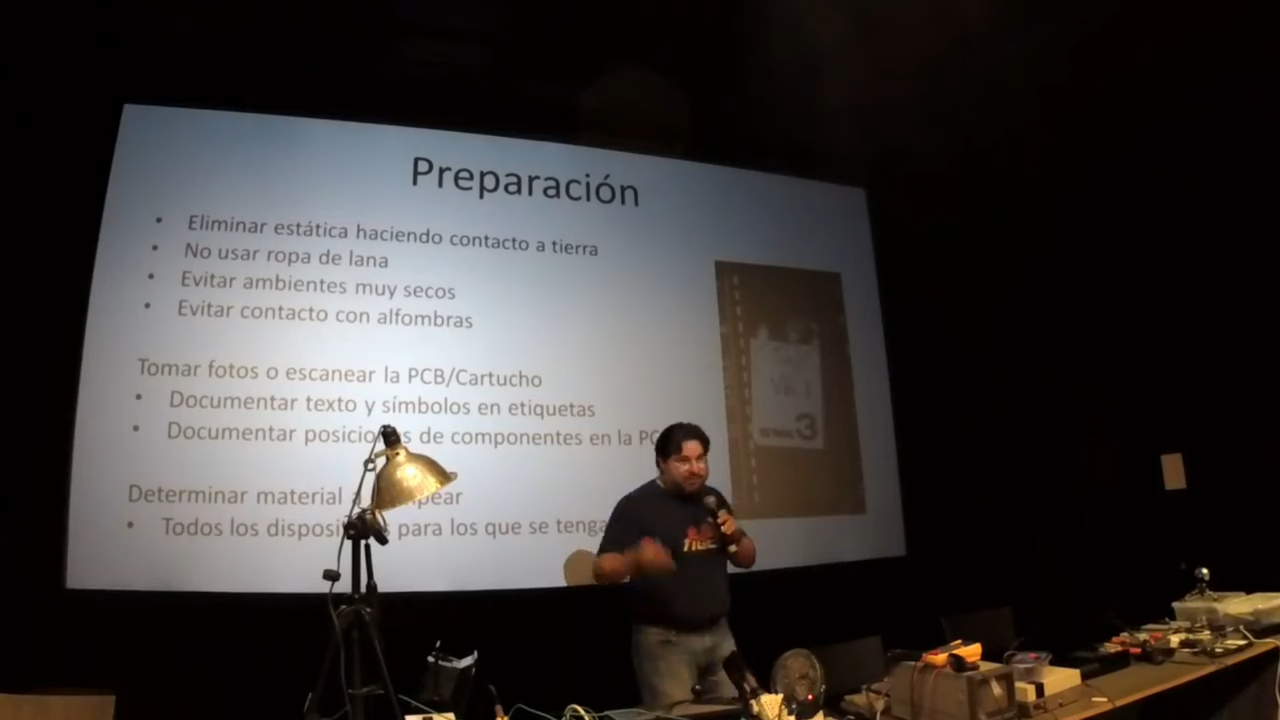 Preparación
• Eliminar estática haciendo contacto a tierra
• No usar ropa de lana
• Evitar ambientes muy secos
• Evitar contacto con alfombras
Tomar fotos o escanear la PCB/Cartucho
• Documentar texto y símbolos en etiquetas
• Documentar de componentes en la
Determinar material
• Todos los para los que se tenga
3